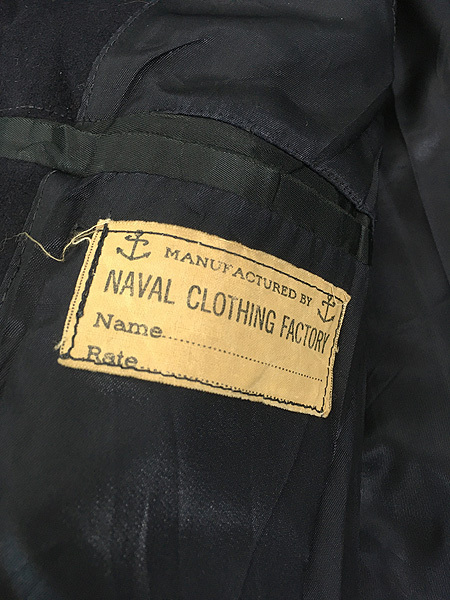 MANUFACTURED BY
NAVAL CLOTHING FACTORY
Name....................
Rate....................